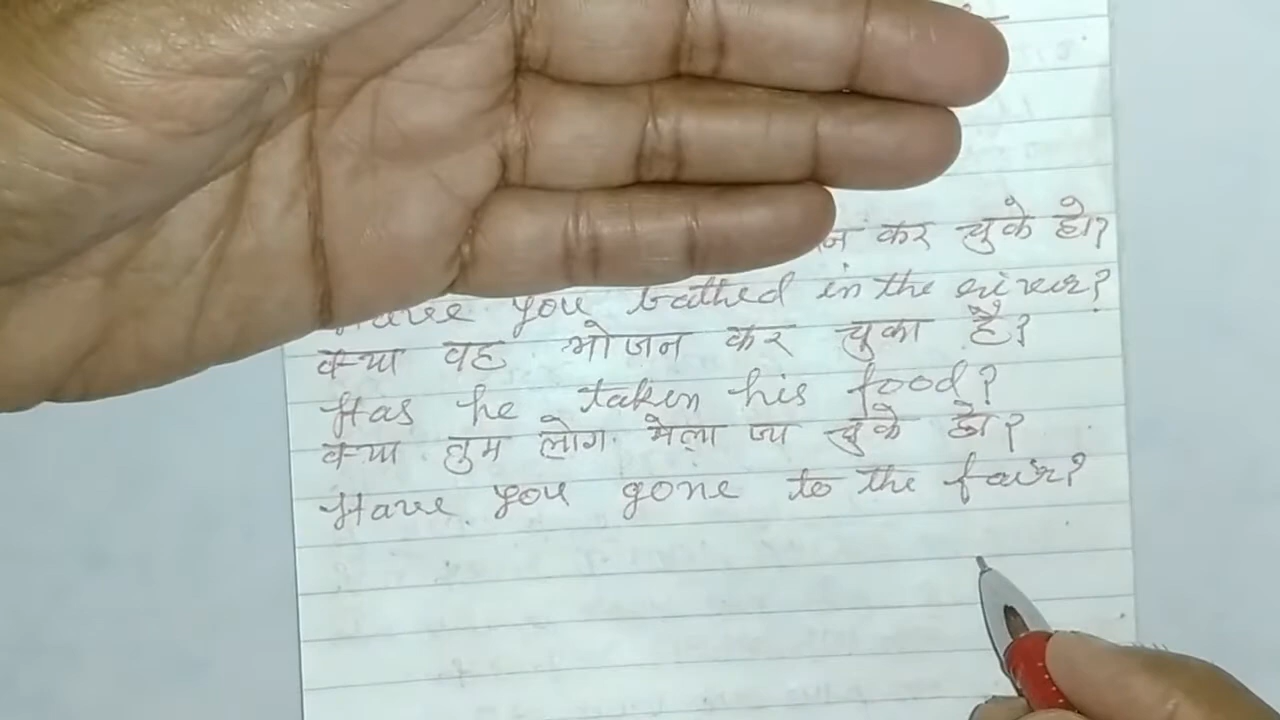 कर चुके हो?
Have you bathed in the river?
क्या वह भोजन कर चुका है?
Has he taken his food?
क्या तुम लोग मेला जा चुके हो?
Have you gone to the fair?